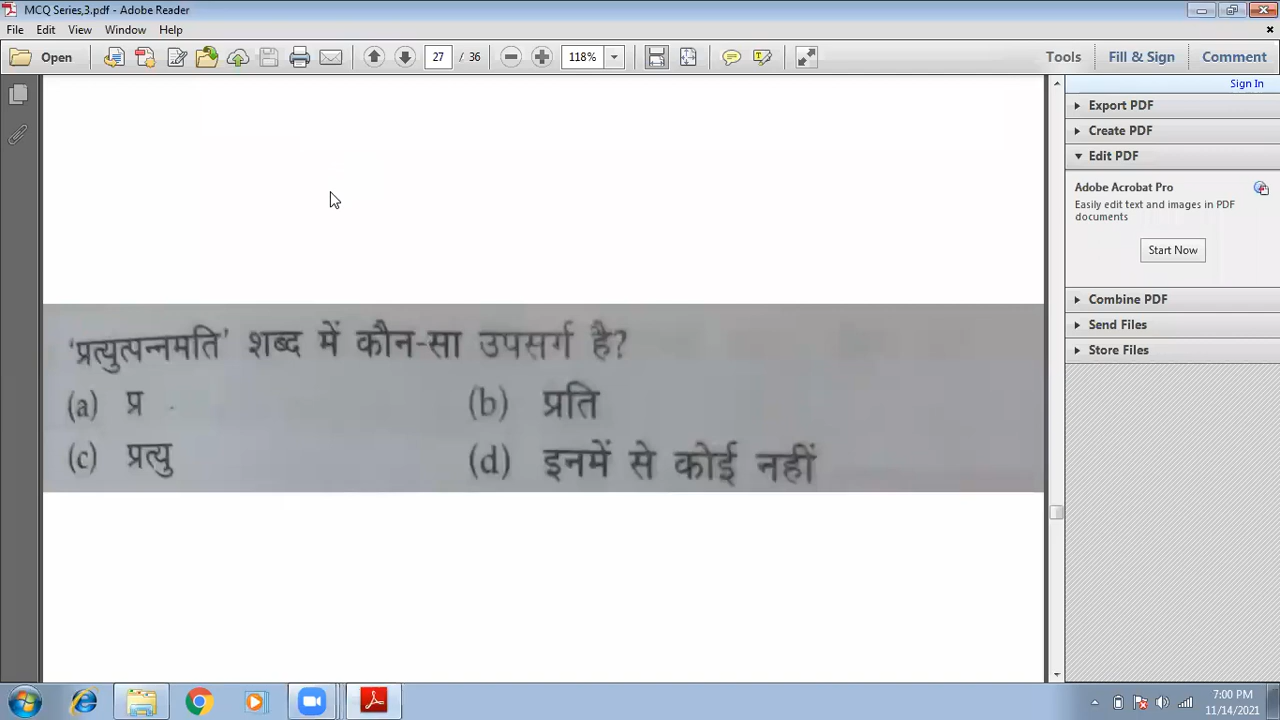 MCQ Series,3.pdf - Adobe Reader
File Edit View Window Help
Open 27 / 36 118% Tools Fill & Sign Comment
Sign In
Export PDF
Create PDF
Edit PDF
Adobe Acrobat Pro
Easily edit text and images in PDF
documents
Start Now
Combine PDF
Send Files
Store Files
'प्रत्युत्पन्नमति' शब्द में कौन-सा उपसर्ग है?
(a) प्र (b) प्रति
(c) प्रत्यु (d) इनमें से कोई नहीं
7:00 PM
11/14/2021